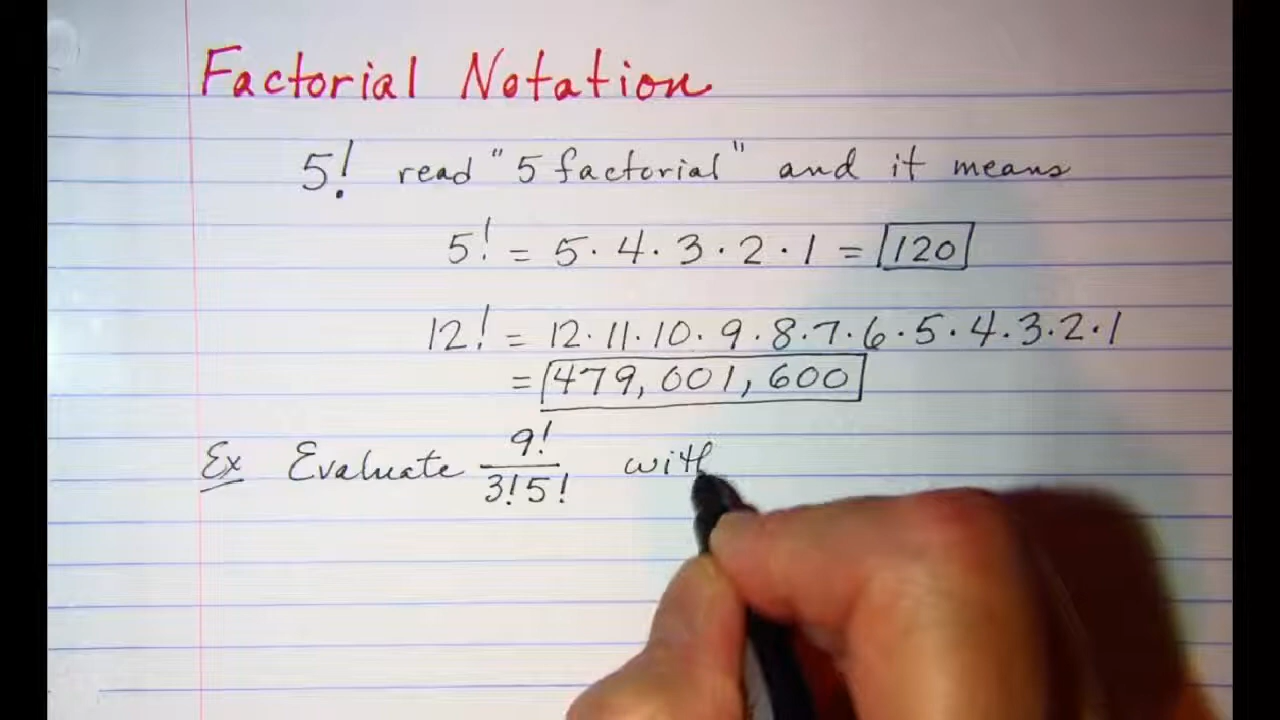 Factorial Notation
5! read "5 factorial" and it means
5! = 5·4·3·2·1 = 120
12! = 12·11·10·9·8·7·6·5·4·3·2·1
= 479,001,600
Ex Evaluate 9!/3!5! with